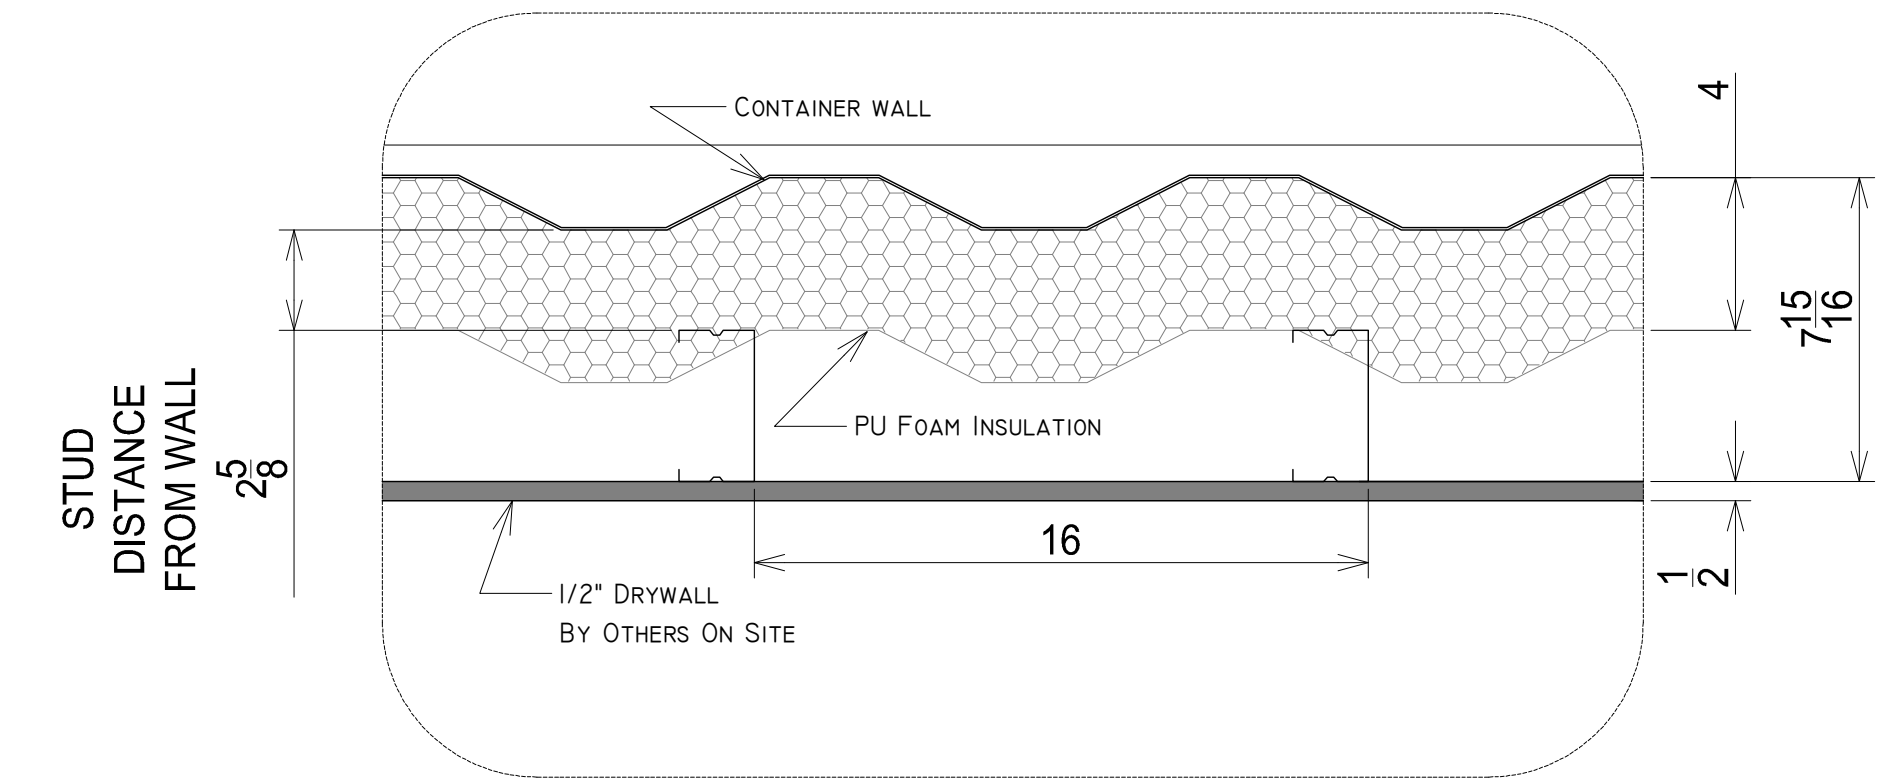 CONTAINER WALL
4
7 15/16
PU FOAM INSULATION
STUD
DISTANCE
FROM WALL
2 5/8
16
1/2
1/2" DRYWALL
BY OTHERS ON SITE